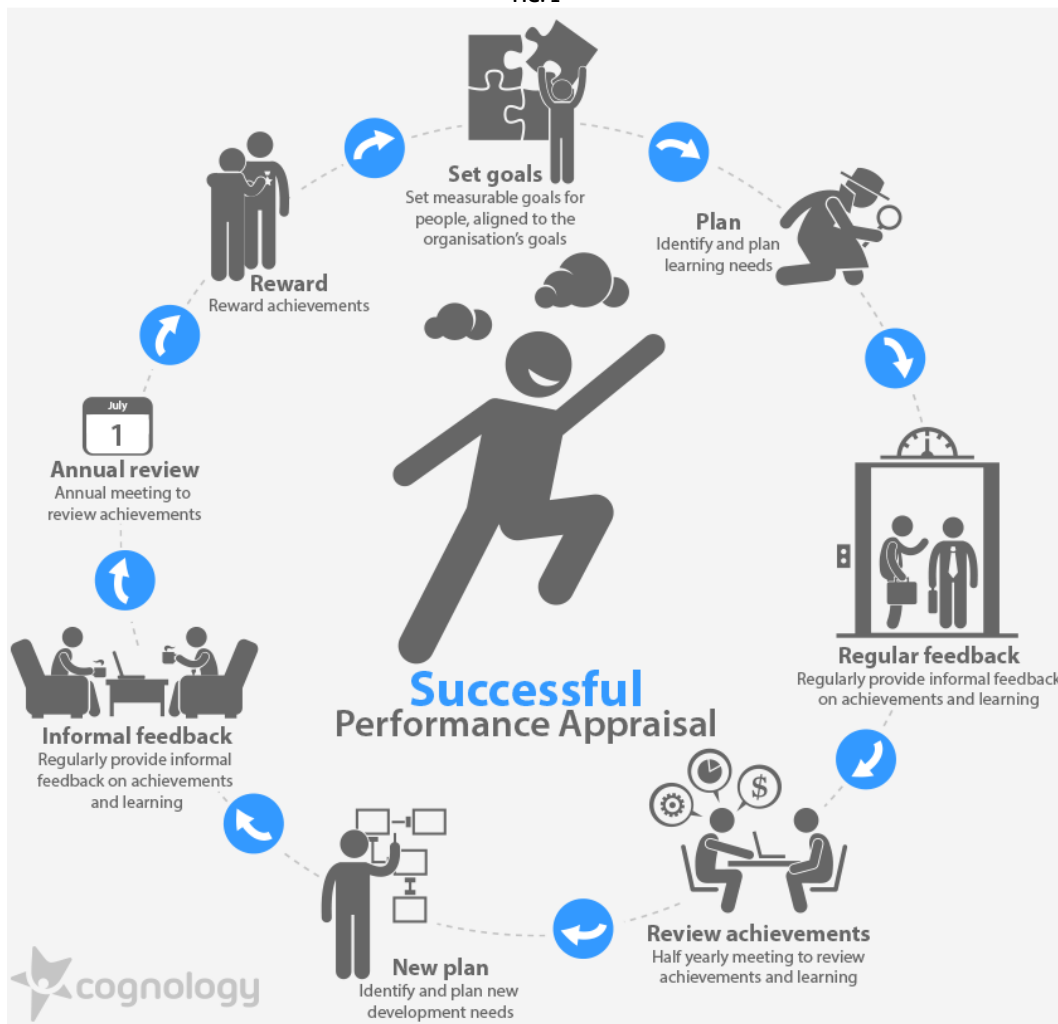 Set goals
Set measurable goals for
people, aligned to the
organisation's goals
Plan
Identify and plan
learning needs
Regular feedback
Regularly provide informal feedback
on achievements and learning
Review achievements
Half yearly meeting to review
achievements and learning
New plan
Identify and plan new
development needs
Informal feedback
Regularly provide informal
feedback on achievements
and learning
July
1
Annual review
Annual meeting to
review achievements
Reward
Reward achievements
Successful
Performance Appraisal
$
cognology